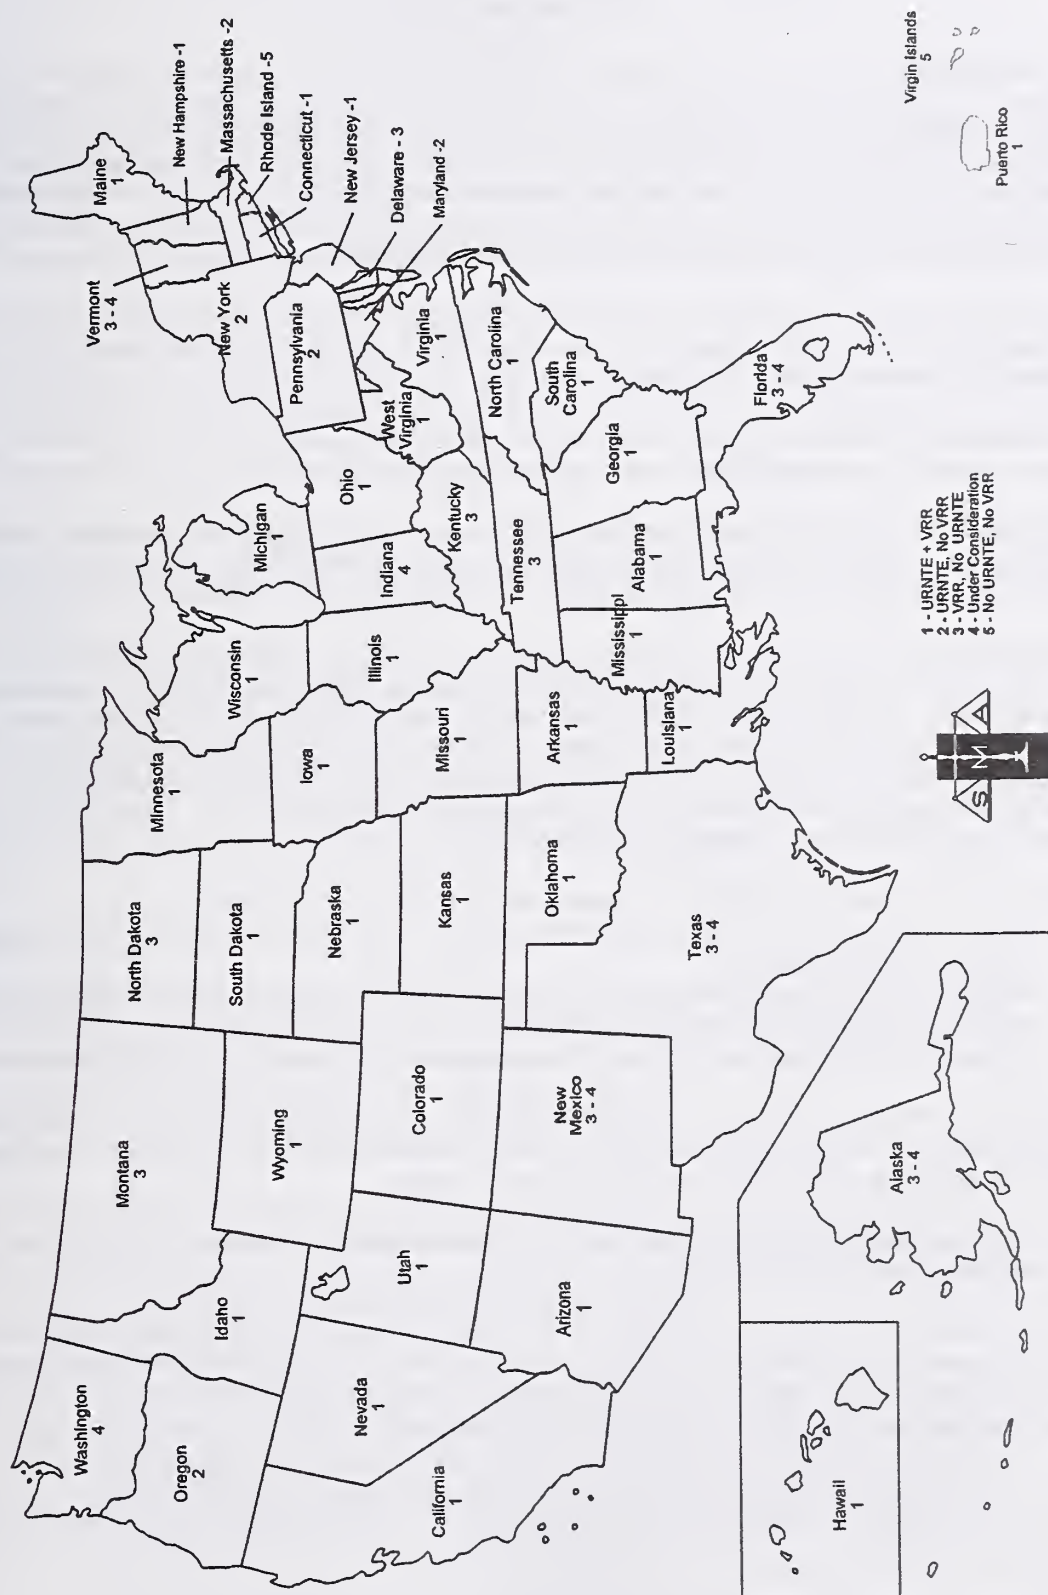 Washington
4
Oregon
2
California
1
Nevada
1
Idaho
1
Montana
3
Wyoming
1
Utah
1
Arizona
1
Colorado
1
New
Mexico
3 - 4
North Dakota
3
South Dakota
1
Nebraska
1
Kansas
1
Oklahoma
1
Texas
3 - 4
Minnesota
1
Iowa
1
Missouri
1
Arkansas
1
Louisiana
1
Wisconsin
1
Illinois
1
Michigan
1
Indiana
4
Ohio
1
Kentucky
3
Tennessee
3
Mississippi
1
Alabama
1
Georgia
1
Florida
3 - 4
South
Carolina
1
North Carolina
1
Virginia
1
West
Virginia
1
Pennsylvania
2
New York
2
Vermont
3 - 4
Maine
1
New Hampshire -1
Massachusetts -2
Rhode Island -5
Connecticut -1
New Jersey -1
Delaware - 3
Maryland -2
Hawaii
1
Alaska
3 - 4
Puerto Rico
1
Virgin Islands
5
S M A
1 - URNTE + VRR
2 - URNTE, No VRR
3 - VRR, No URNTE
4 - Under Consideration
5 - No URNTE, No VRR